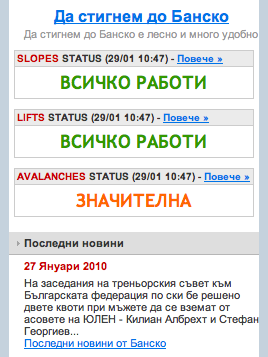 Да стигнем до Банско
Да стигнем до Банско е лесно и много удобно
SLOPES STATUS (29/01 10:47) - Повече »
ВСИЧКО РАБОТИ
LIFTS STATUS (29/01 10:47) - Повече »
ВСИЧКО РАБОТИ
AVALANCHES STATUS (29/01 10:47) - Повече »
ЗНАЧИТЕЛНА
Последни новини
27 Януари 2010
На заседания на треньорския съвет към
Българската федерация по ски бе решено
двете квоти при мъжете да се вземат от
асовете на ЮЛЕН - Килиан Албрехт и Стефан
Георгиев...
Последни новини от Банско